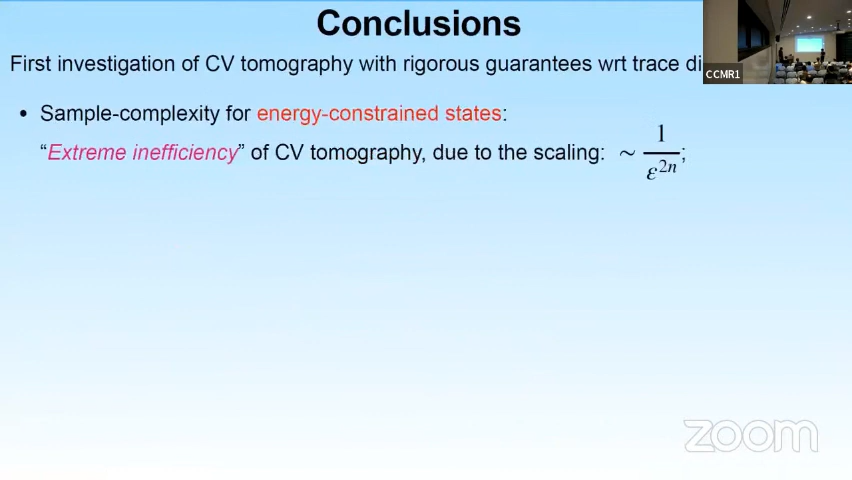 Conclusions
First investigation of CV tomography with rigorous guarantees wrt trace di
CCMR1
• Sample-complexity for energy-constrained states:
“Extreme inefficiency” of CV tomography, due to the scaling: ~ 1/ε^{2n};
zoom